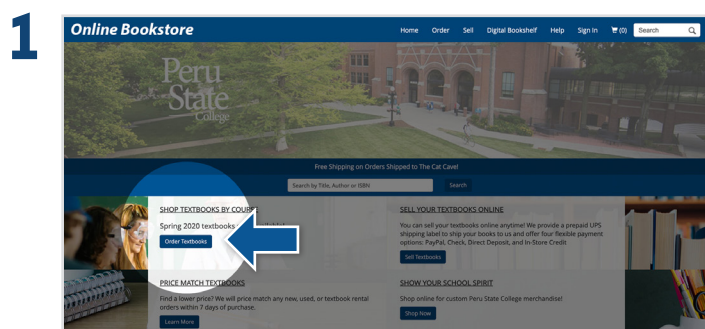 1
Online Bookstore
Home Order Sell Digital Bookshelf Help Sign In (0) Search
Peru
State
College
Free Shipping on Orders Shipped to The Cat Cave!
Search by Title, Author or ISBN Search
SHOP TEXTBOOKS BY COURSE
Spring 2020 textbooks
Order Textbooks
SELL YOUR TEXTBOOKS ONLINE
You can sell your textbooks online anytime! We provide a prepaid UPS
shipping label to ship your books to us and offer four flexible payment
options: PayPal, Check, Direct Deposit, and In-Store Credit
Sell Textbooks
PRICE MATCH TEXTBOOKS
Find a lower price? We will price match any new, used, or textbook rental
orders within 7 days of purchase.
Learn More
SHOW YOUR SCHOOL SPIRIT
Shop online for custom Peru State College merchandise!
Shop Now